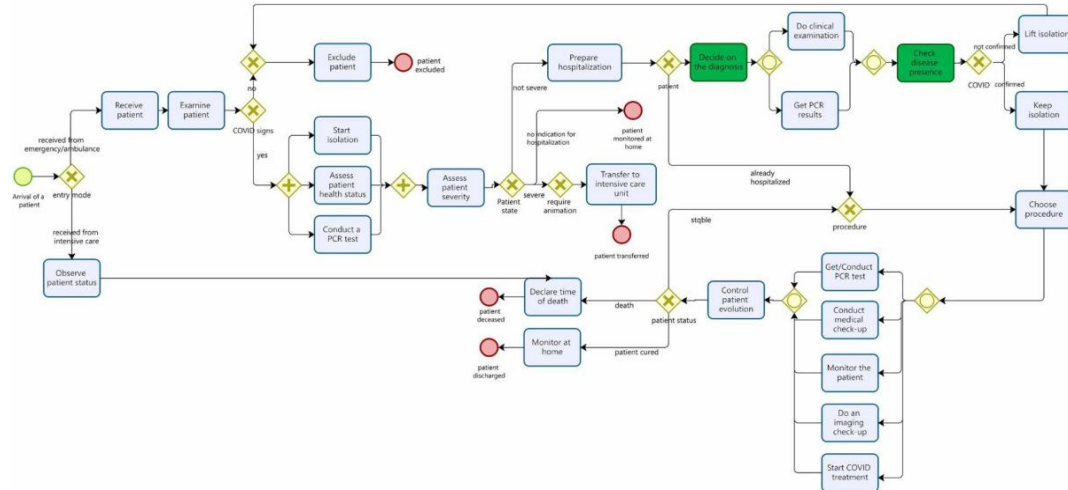 Lift isolation
Exclude
patient
patient
excluded
no
Prepare
hospitalization
patient
Decide on
the diagnosis
Do clinical
examination
Get PCR
results
Check
disease
presence
not confirmed
COVID
confirmed
Keep
isolation
Receive
patient
Examine
patient
COVID signs
yes
received from
emergency/ambulance
Arrival of a
patient
entry mode
received from
intensive care
Observe
patient status
Start
isolation
Assess
patient
health status
Conduct a
PCR test
Assess
patient
severity
not severe
Patient
state
severe
no indication for
hospitalization
patient
monitored at
home
require
animation
Transfer to
intensive care
unit
patient transferred
already
hospitalized
procedure
Choose
procedure
stqble
Declare time
of death
death
patient
deceased
patient status
Control
patient
evolution
Monitor at
home
patient cured
patient
discharged
Get/Conduct
PCR test
Conduct
medical
check-up
Monitor the
patient
Do an
imaging
check-up
Start COVID
treatment